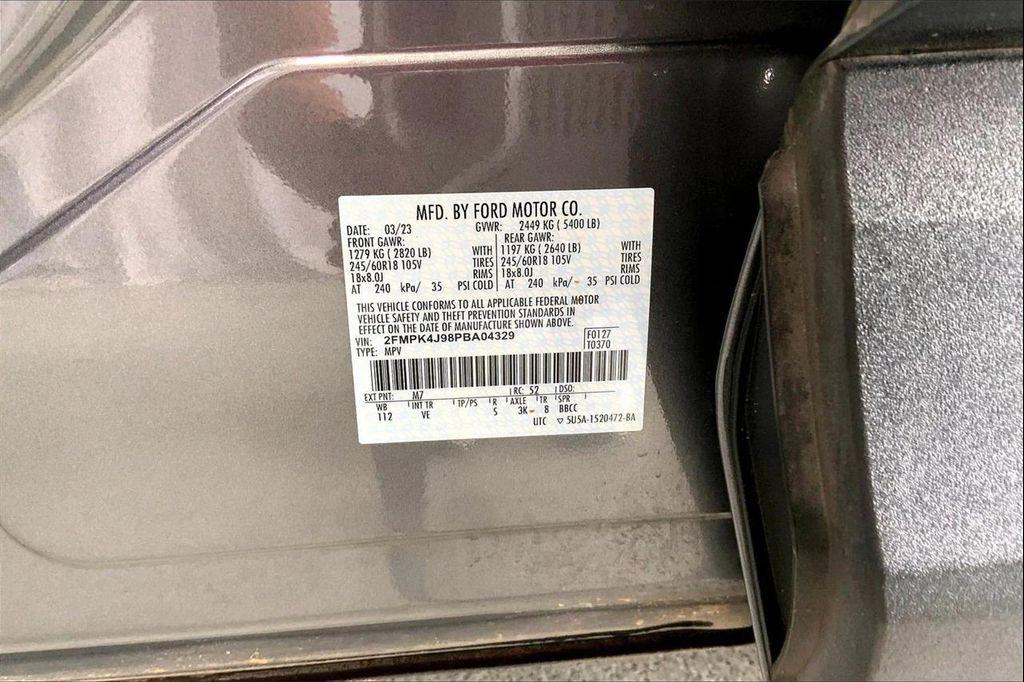 MFD. BY FORD MOTOR CO.
DATE: 03/23 GVWR: 2449 KG ( 5400 LB)
FRONT GAWR: REAR GAWR:
1279 KG ( 2820 LB) WITH 1197 KG ( 2640 LB) WITH
245/60R18 105V TIRES 245/60R18 105V TIRES
18x8.0J RIMS 18x8.0J RIMS
AT 240 kPa/ 35 PSI COLD AT 240 kPa/ 35 PSI COLD
THIS VEHICLE CONFORMS TO ALL APPLICABLE FEDERAL MOTOR
VEHICLE SAFETY AND THEFT PREVENTION STANDARDS IN
EFFECT ON THE DATE OF MANUFACTURE SHOWN ABOVE.
VIN: 2FMPK4J98PBA04329 F0127
TYPE: MPV T0370
EXT PNT: M7 RC: 52 DSO:
WB INT TR TP/PS R AXLE TR SPR
112 VE S 3K 8 BBCC
UTC ▽ 5U5A-1520472-BA